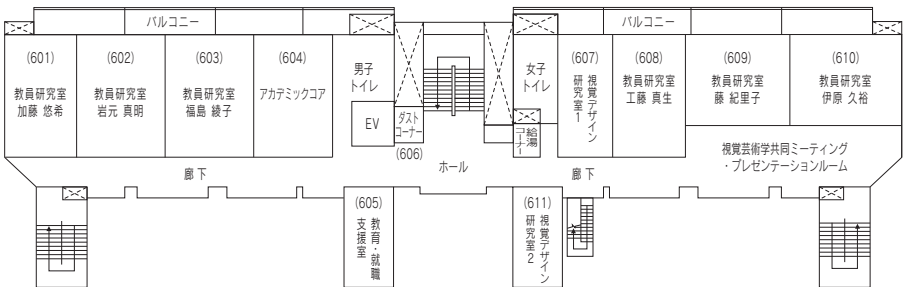 バルコニー
バルコニー
(601)
教員研究室
加藤 悠希
(602)
教員研究室
岩元 真明
(603)
教員研究室
福島 綾子
(604)
アカデミックコア
男子
トイレ
EV
ダスト
コーナー
(606)
ホール
女子
トイレ
給湯
コーナー
(607)
視覚デザイン
研究室1
(608)
教員研究室
工藤 真生
(609)
教員研究室
藤 紀里子
(610)
教員研究室
伊原 久裕
視覚芸術学共同ミーティング
・プレゼンテーションルーム
廊 下
廊 下
(605)
教育・就職
支援室
(611)
視覚デザイン
研究室2